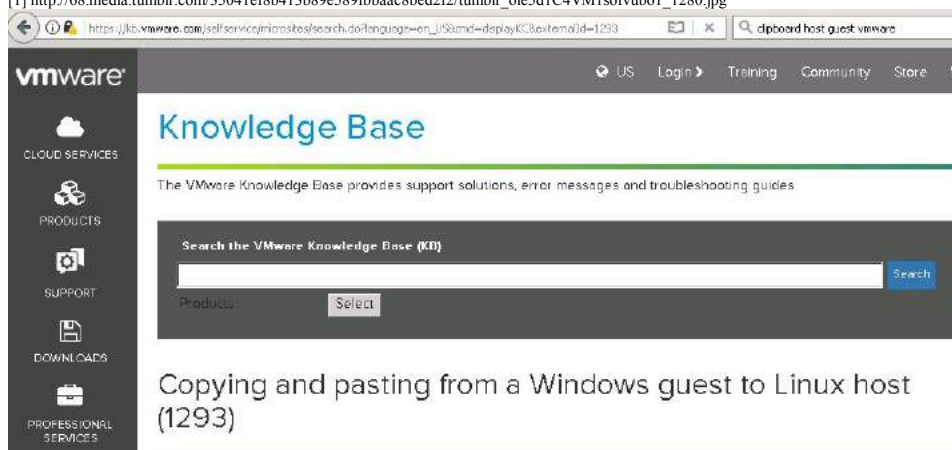 https://kb.vmware.com/selfservice/microsites/search.do?language=en_US&cmd=displayKC&externalId=1293
clipboard host guest vmware
vmware
US Login Training Community Store
Knowledge Base
CLOUD SERVICES
The VMware Knowledge Base provides support solutions, error messages and troubleshooting guides
PRODUCTS
Search the VMware Knowledge Base (KB)
Search
SUPPORT
Products: Select
DOWNLOADS
Copying and pasting from a Windows guest to Linux host
(1293)
PROFESSIONAL
SERVICES